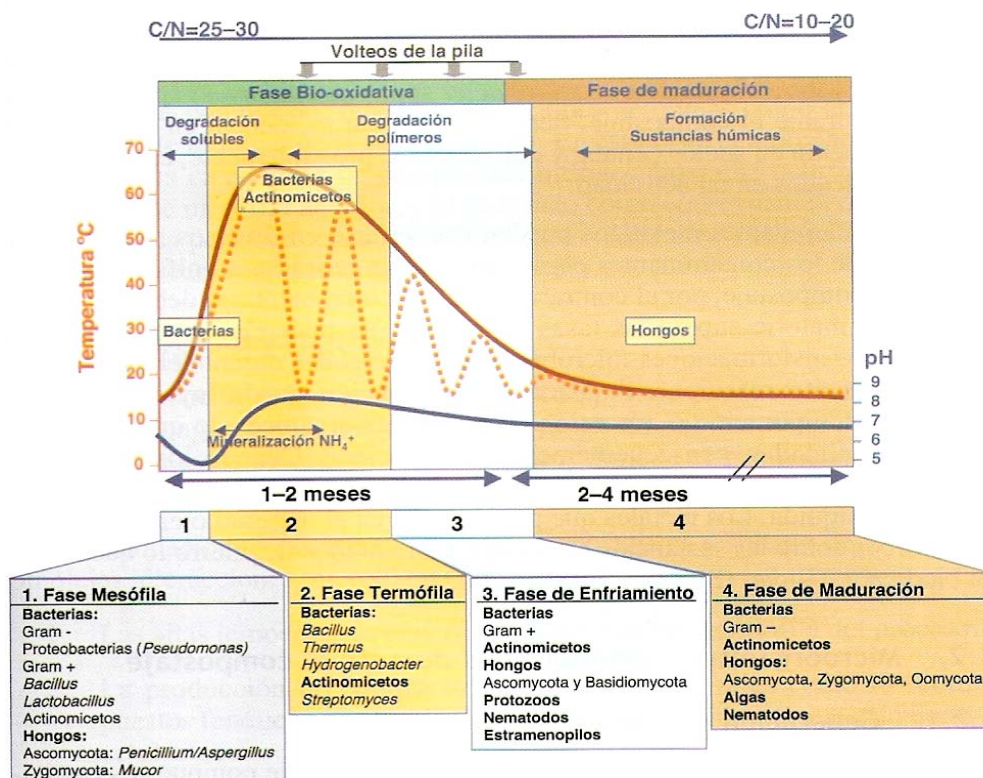 C/N=25–30
C/N=10–20
Volteos de la pila
Fase Bio-oxidativa
Fase de maduración
Degradación
solubles
Degradación
polímeros
Formación
Sustancias húmicas
70
60
50
40
30
20
10
0
Temperatura ºC
Bacterias
Actinomicetos
Bacterias
Hongos
Mineralización NH₄⁺
pH
9
8
7
6
5
1–2 meses
2–4 meses
1
2
3
4
1. Fase Mesófila
Bacterias:
Gram -
Proteobacterias (Pseudomonas)
Gram +
Bacillus
Lactobacillus
Actinomicetos
Hongos:
Ascomycota: Penicillium/Aspergillus
Zygomycota: Mucor
2. Fase Termófila
Bacterias:
Bacillus
Thermus
Hydrogenobacter
Actinomicetos
Streptomyces
3. Fase de Enfriamiento
Bacterias
Gram +
Actinomicetos
Hongos
Ascomycota y Basidiomycota
Protozoos
Nematodos
Estramenopilos
4. Fase de Maduración
Bacterias
Gram –
Actinomicetos
Hongos:
Ascomycota, Zygomycota, Oomycota
Algas
Nematodos